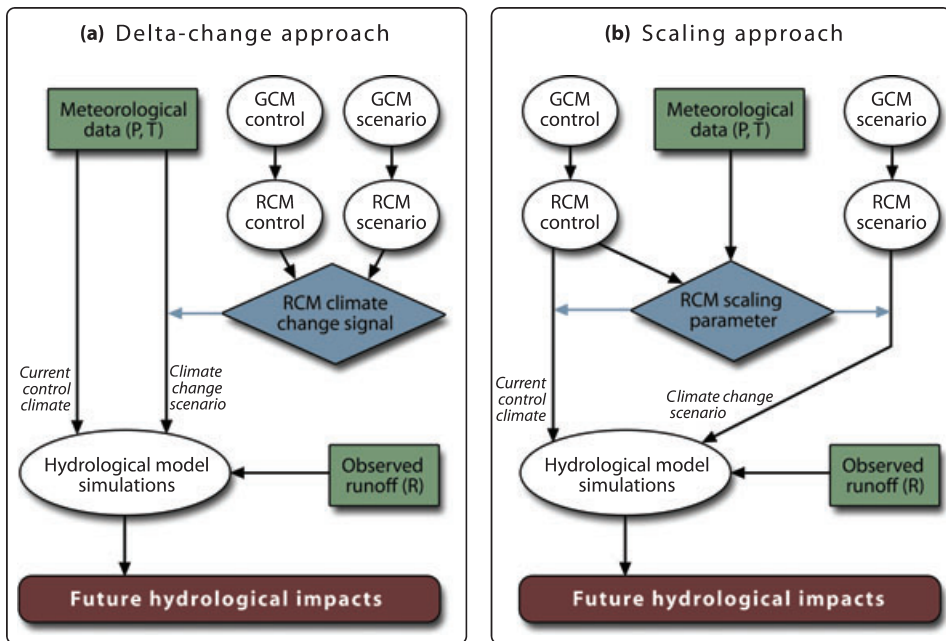 (a) Delta-change approach
Meteorological
data (P, T)
GCM
control
GCM
scenario
RCM
control
RCM
scenario
RCM climate
change signal
Current
control
climate
Climate
change
scenario
Hydrological model
simulations
Observed
runoff (R)
Future hydrological impacts
(b) Scaling approach
GCM
control
Meteorological
data (P, T)
GCM
scenario
RCM
control
RCM
scenario
RCM scaling
parameter
Current
control
climate
Climate change
scenario
Hydrological model
simulations
Observed
runoff (R)
Future hydrological impacts